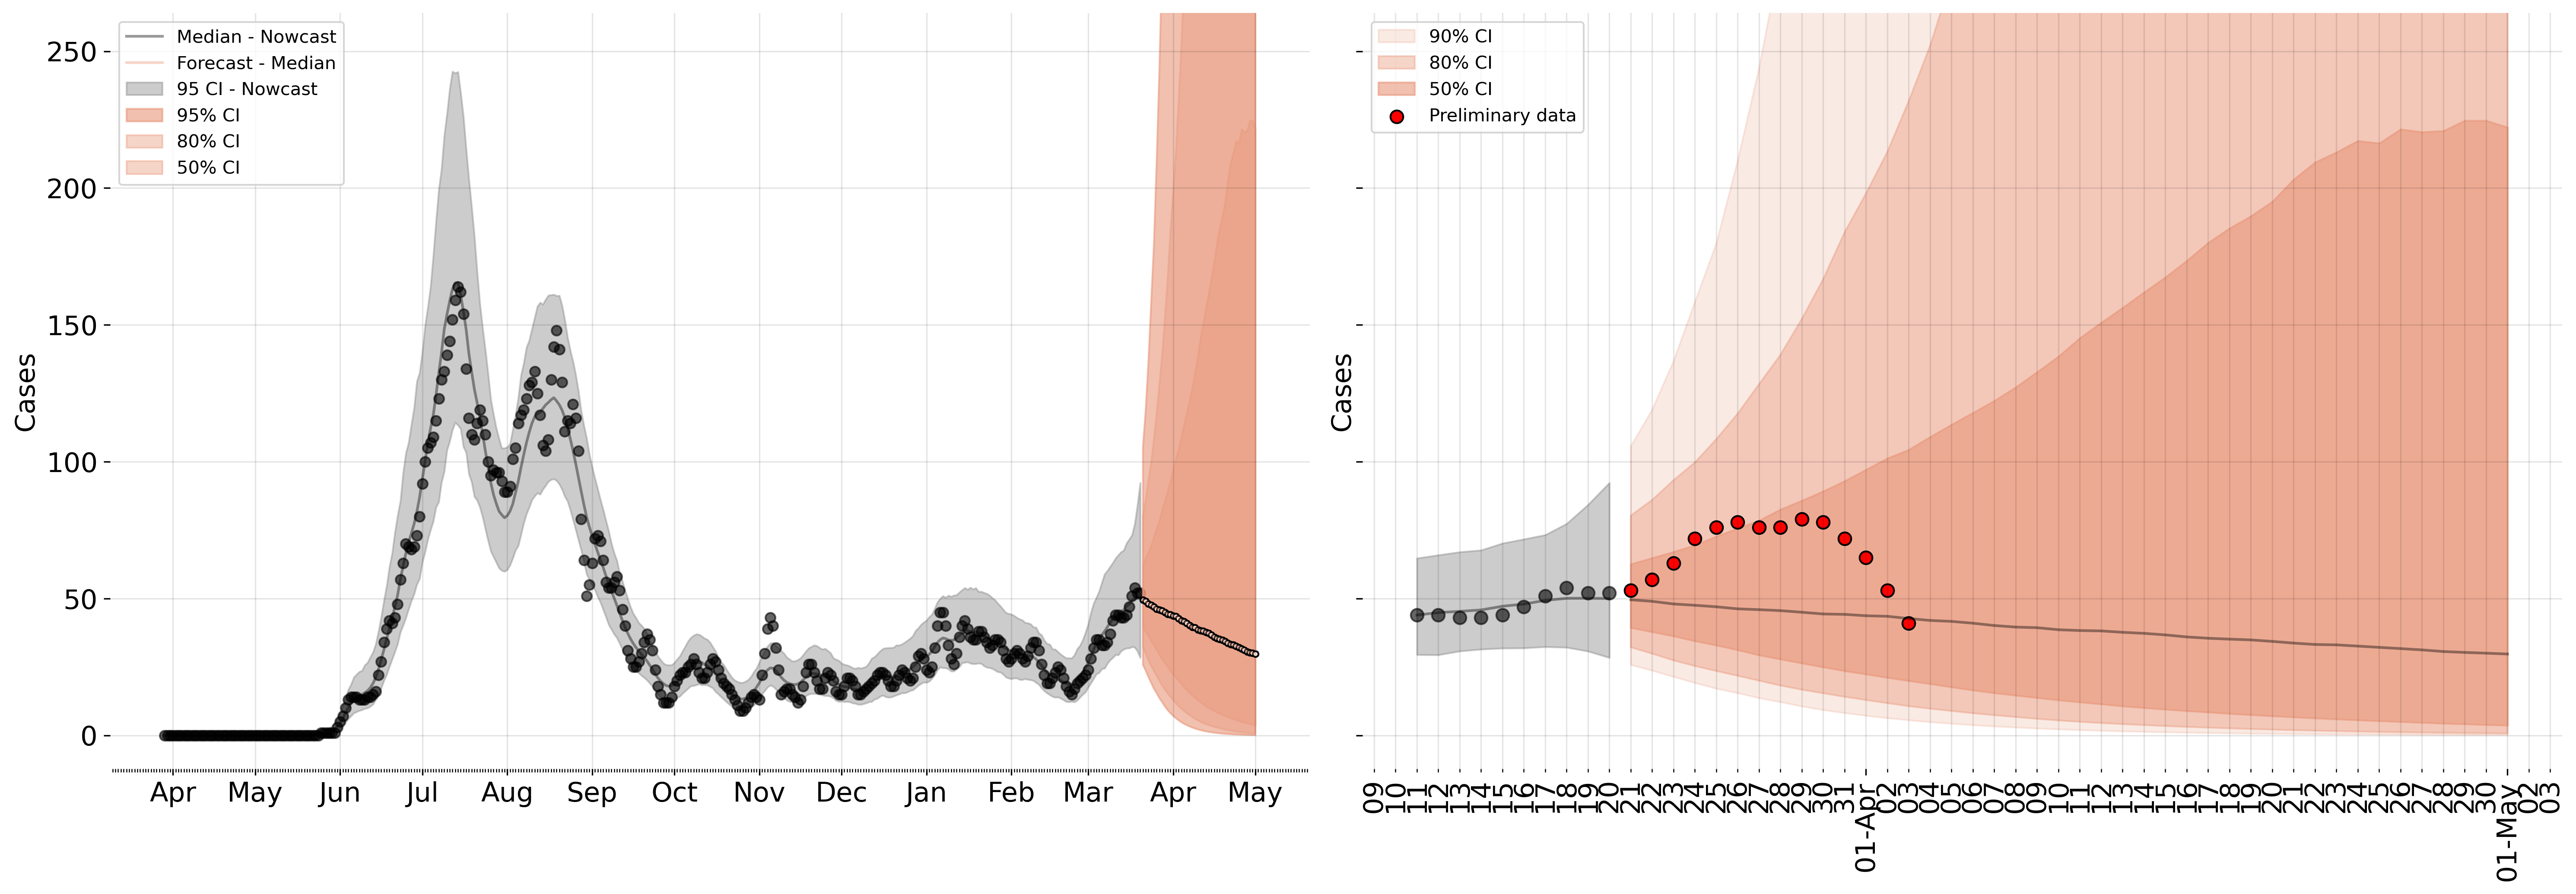 Cases
250
200
150
100
50
0
Median - Nowcast
Forecast - Median
95 CI - Nowcast
95% CI
80% CI
50% CI
Apr May Jun Jul Aug Sep Oct Nov Dec Jan Feb Mar Apr May
Cases
90% CI
80% CI
50% CI
Preliminary data
09 10 11 12 13 14 15 16 17 18 19 20 21 22 23 24 25 26 27 28 29 30 31 01-Apr 02 03 04 05 06 07 08 09 10 11 12 13 14 15 16 17 18 19 20 21 22 23 24 25 26 27 28 29 30 01-May 02 03